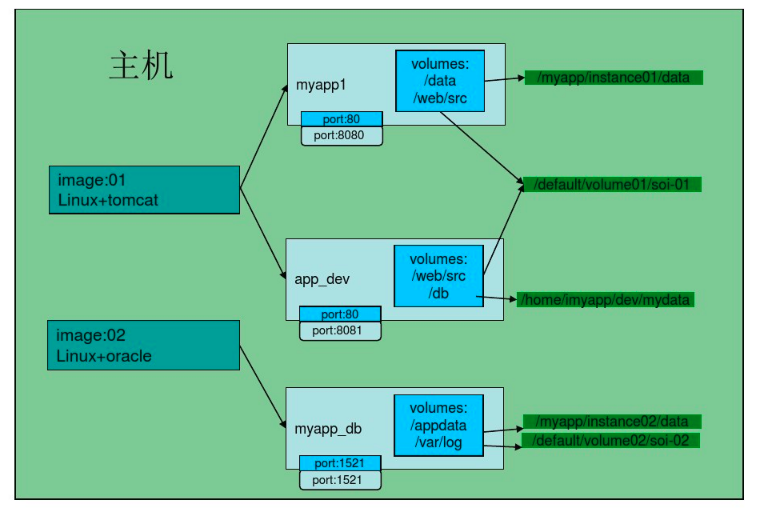 主机
myapp1
volumes:
/data
/web/src
port:80
port:8080
/myapp/instance01/data
image:01
Linux+tomcat
/default/volume01/soi-01
app_dev
volumes:
/web/src
/db
port:80
port:8081
/home/imyapp/dev/mydata
image:02
Linux+oracle
myapp_db
volumes:
/appdata
/var/log
port:1521
port:1521
/myapp/instance02/data
/default/volume02/soi-02